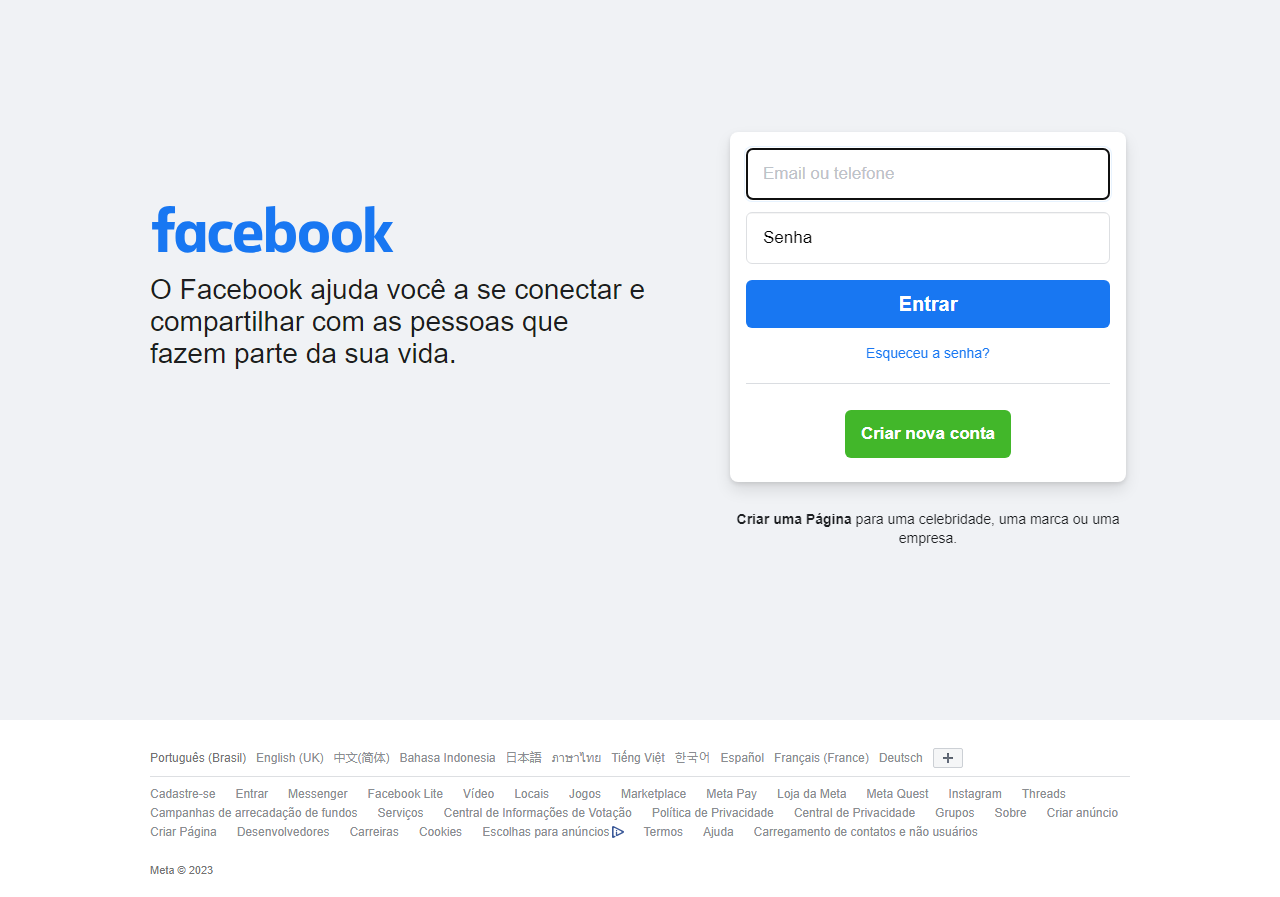 facebook
O Facebook ajuda você a se conectar e
compartilhar com as pessoas que
fazem parte da sua vida.
Email ou telefone
Senha
Entrar
Esqueceu a senha?
Criar nova conta
Criar uma Página para uma celebridade, uma marca ou uma
empresa.
Português (Brasil) English (UK) 中文(简体) Bahasa Indonesia 日本語 ภาษาไทย Tiếng Việt 한국어 Español Français (France) Deutsch
Cadastre-se Entrar Messenger Facebook Lite Vídeo Locais Jogos Marketplace Meta Pay Loja da Meta Meta Quest Instagram Threads
Campanhas de arrecadação de fundos Serviços Central de Informações de Votação Política de Privacidade Central de Privacidade Grupos Sobre Criar anúncio
Criar Página Desenvolvedores Carreiras Cookies Escolhas para anúncios Termos Ajuda Carregamento de contatos e não usuários
Meta © 2023